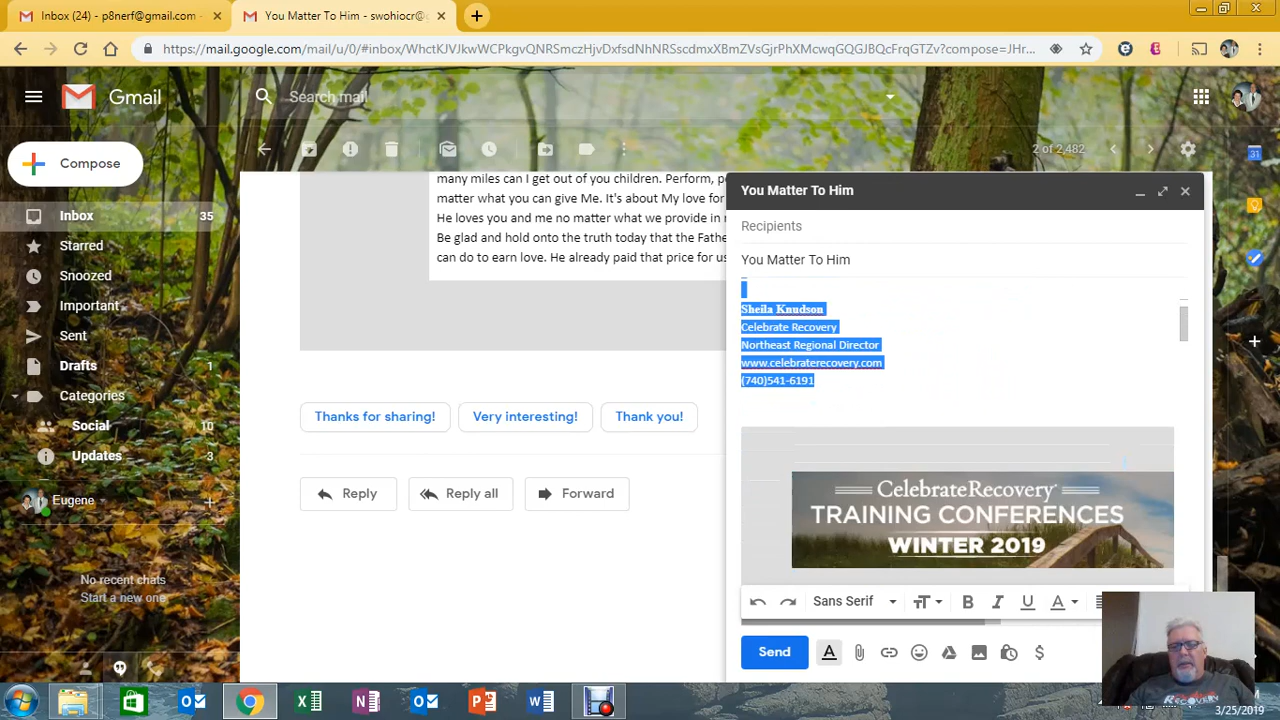 Inbox (24) - p8nerf@gmail.com -
You Matter To Him - swohiocr@
https://mail.google.com/mail/u/0/#inbox/WhctKJVJkwWCPkgvQNRSmczHjvDxfsdNhNRSscdmxXBmZVsGjrPhXMcwqGQGJBQcFrqGTZv?compose=JHr...
Gmail
Search mail
Compose
2 of 2,482
Inbox 35
Starred
Snoozed
Important
Sent
Drafts 1
Categories
Social 10
Updates 3
Eugene
No recent chats
Start a new one
many miles can I get out of you children. Perform, p
matter what you can give Me. It's about My love for
He loves you and me no matter what we provide in r
Be glad and hold onto the truth today that the Fathe
can do to earn love. He already paid that price for us
Thanks for sharing!
Very interesting!
Thank you!
Reply
Reply all
Forward
You Matter To Him
Recipients
You Matter To Him
Sheila Knudson
Celebrate Recovery
Northeast Regional Director
www.celebraterecovery.com
(740)541-6191
CelebrateRecovery
TRAINING CONFERENCES
WINTER 2019
Sans Serif
Send
RECOVERY
3/25/2019